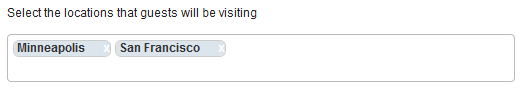 Select the locations that guests will be visiting
Minneapolis x San Francisco x